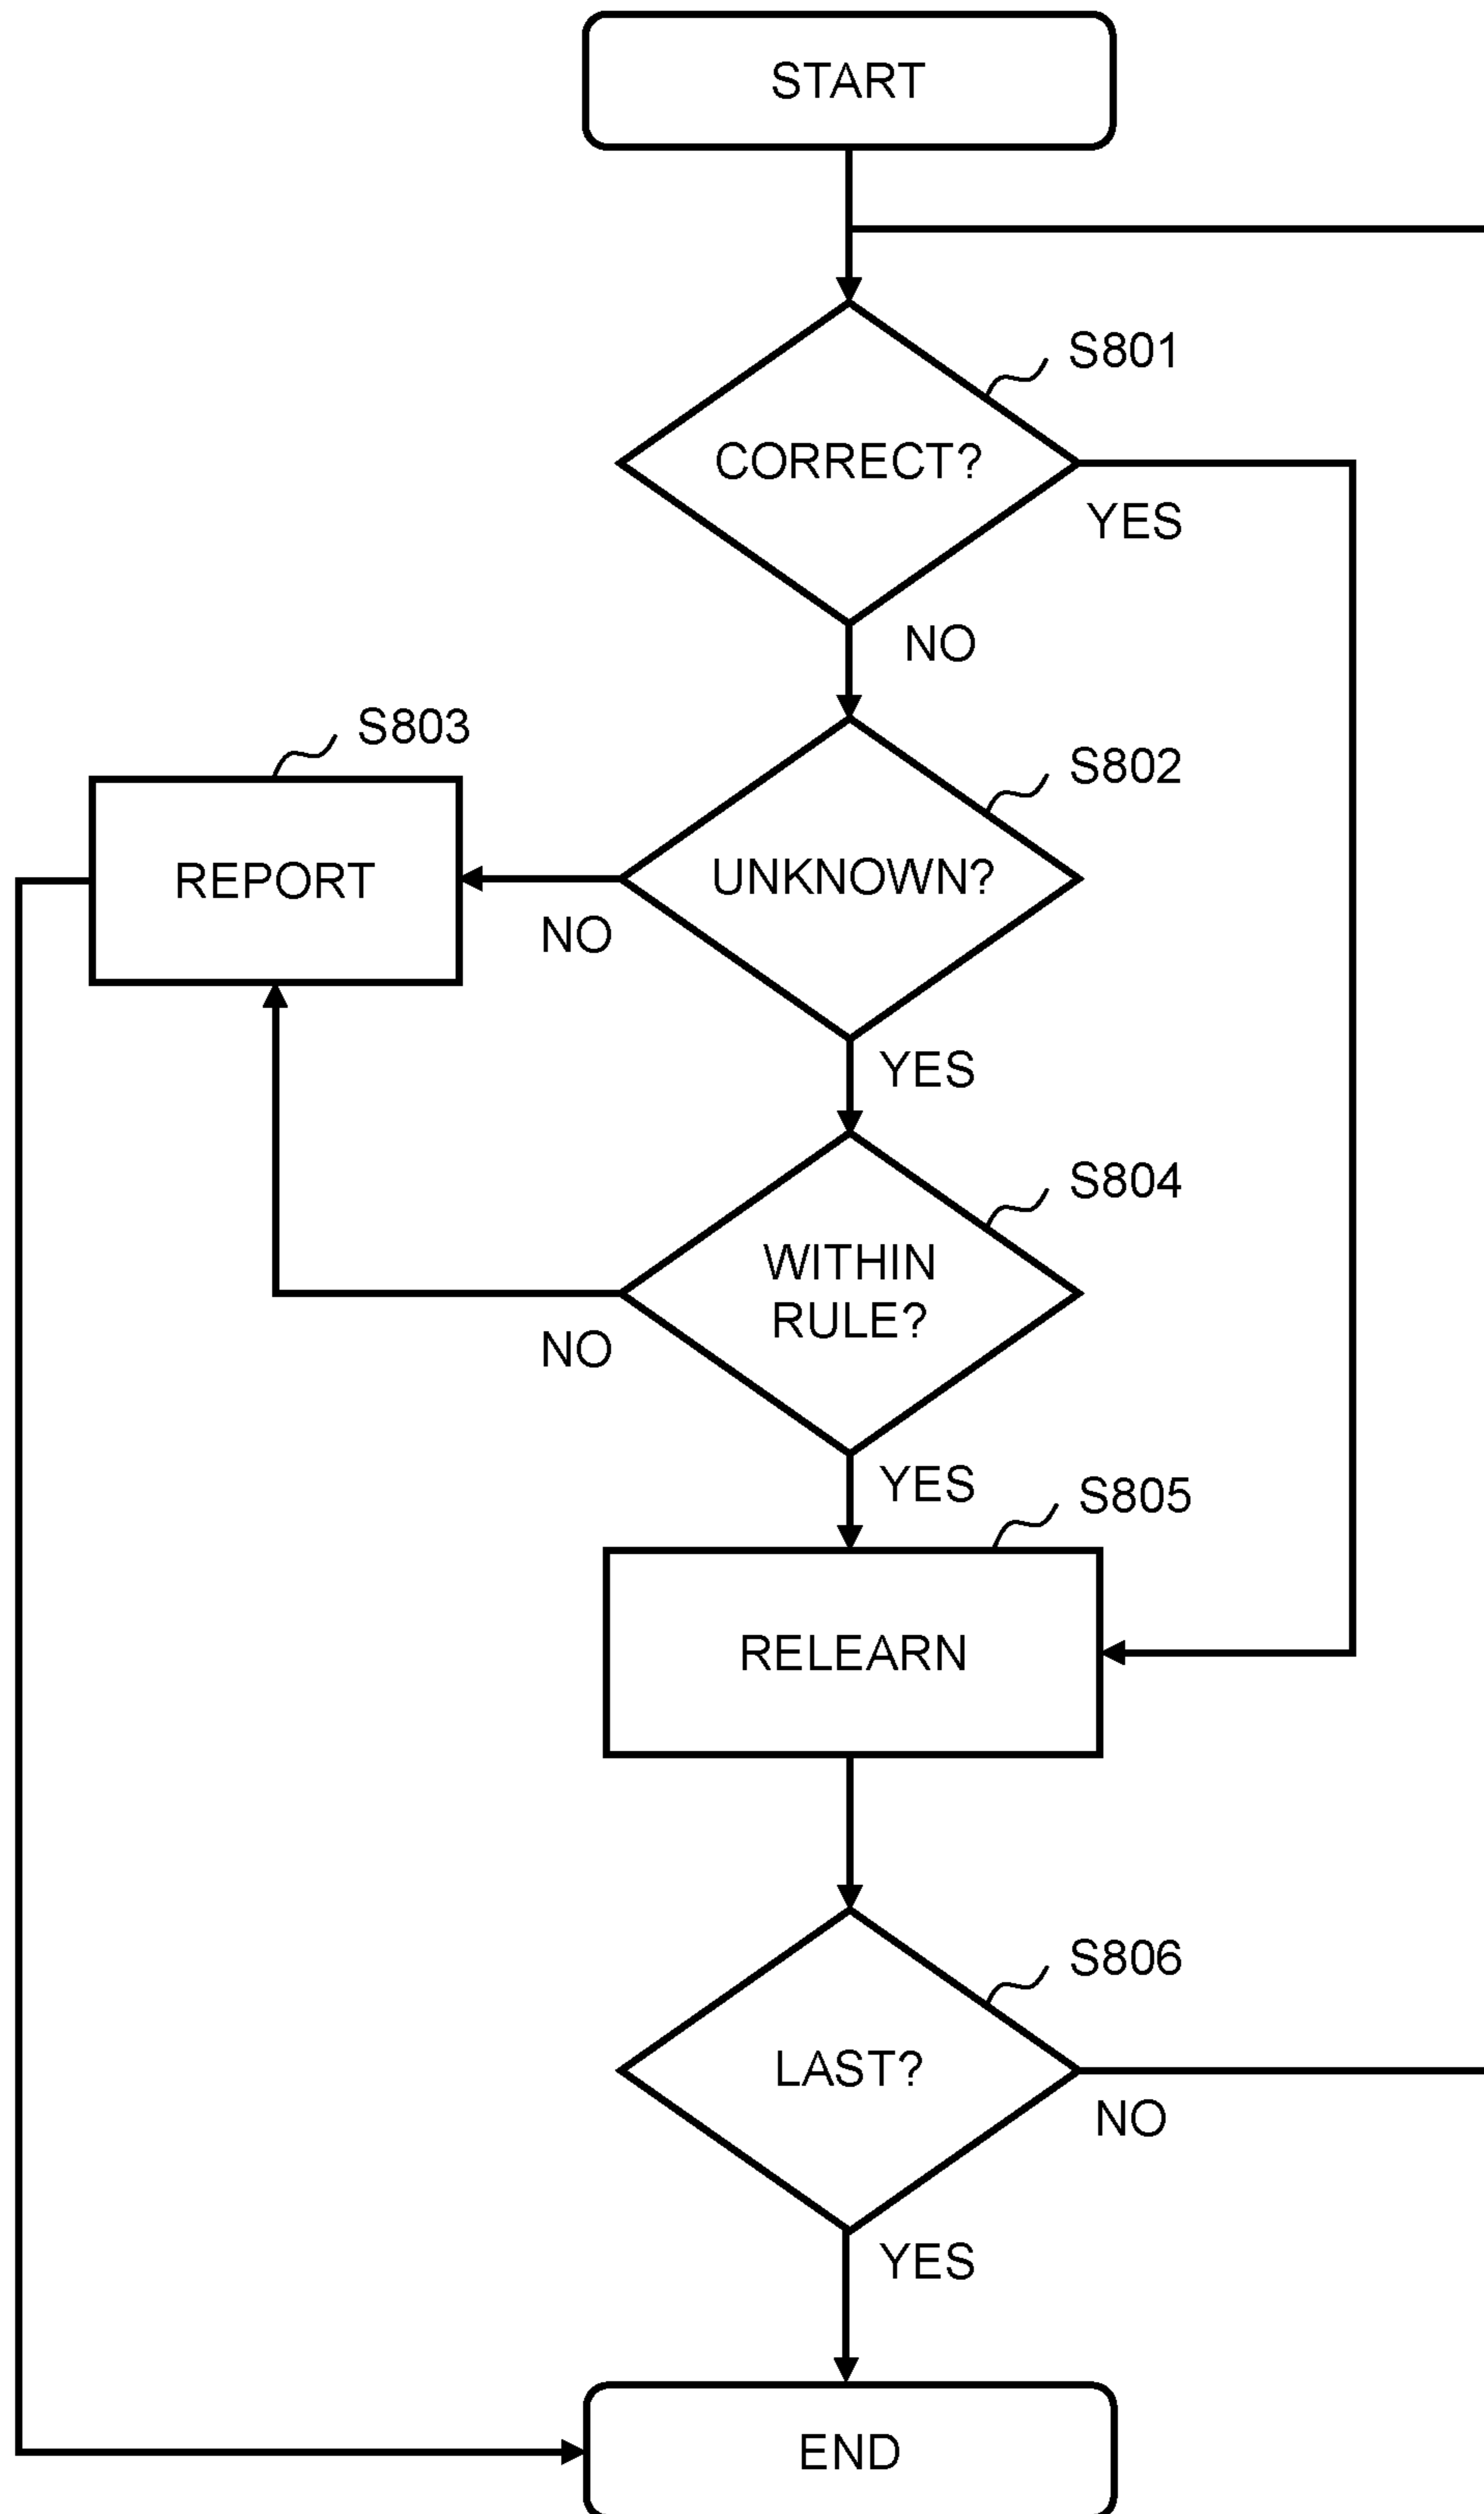 START
S801
CORRECT?
YES
NO
S803
S802
REPORT
UNKNOWN?
NO
YES
S804
WITHIN
RULE?
NO
YES
S805
RELEARN
S806
LAST?
NO
YES
END